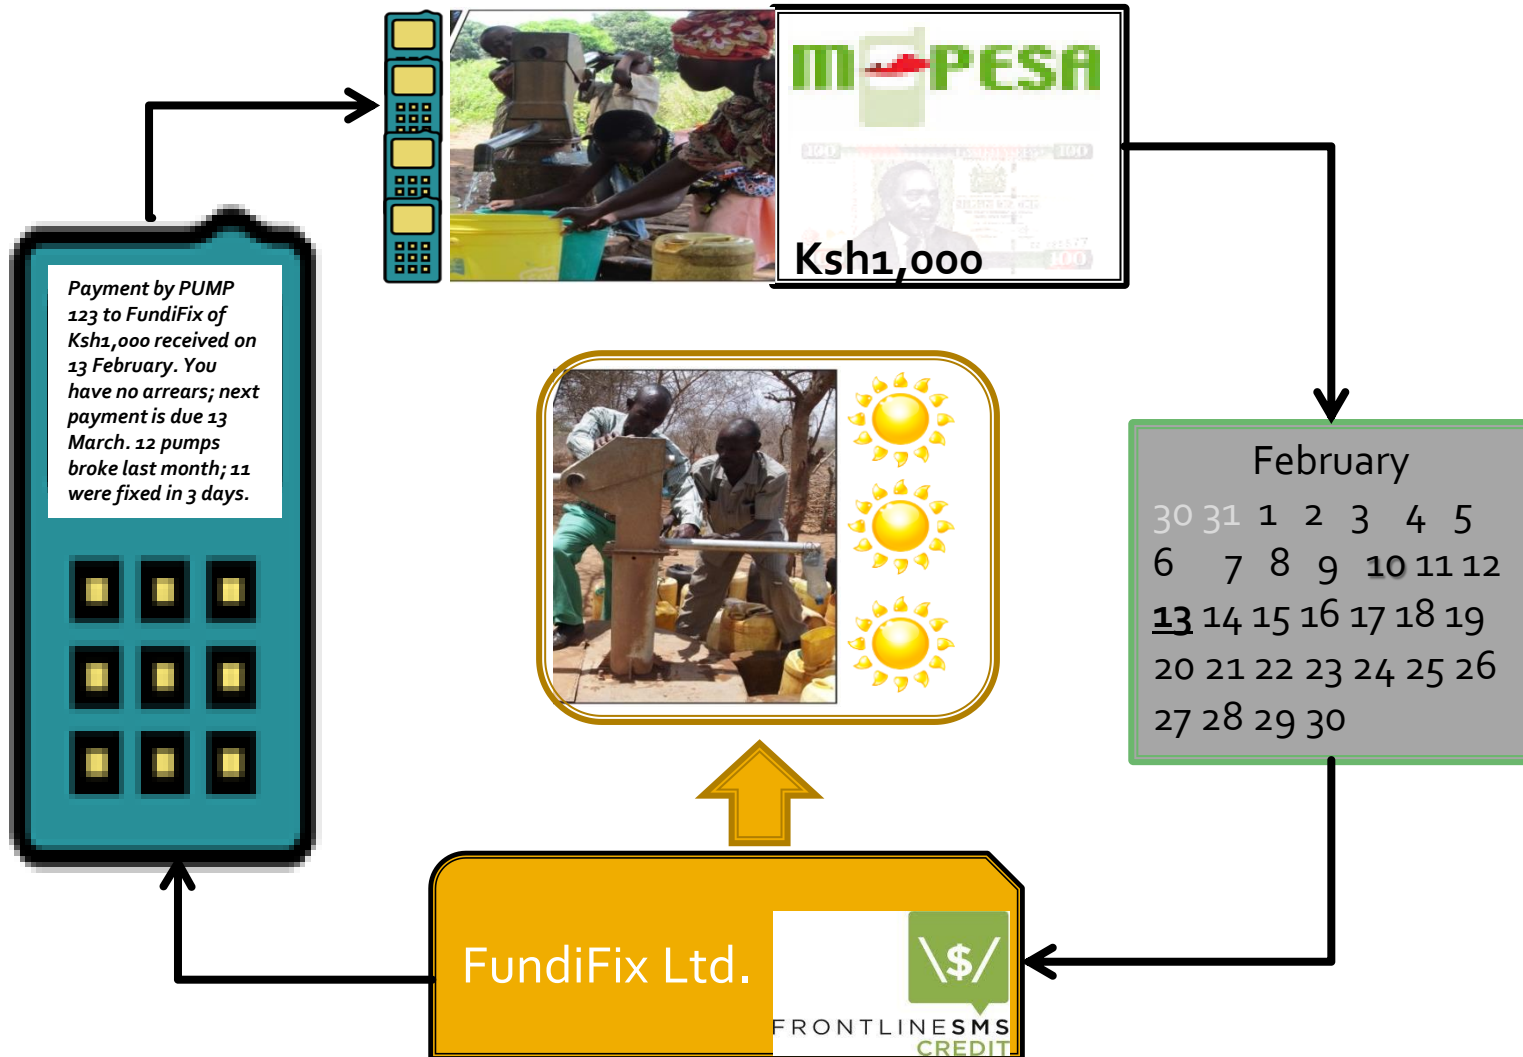 M-PESA
Ksh1,000
Payment by PUMP
123 to FundiFix of
Ksh1,000 received on
13 February. You
have no arrears; next
payment is due 13
March. 12 pumps
broke last month; 11
were fixed in 3 days.
February
30 31 1 2 3 4 5
6 7 8 9 10 11 12
13 14 15 16 17 18 19
20 21 22 23 24 25 26
27 28 29 30
FundiFix Ltd.
\$/
FRONTLINESMS
CREDIT